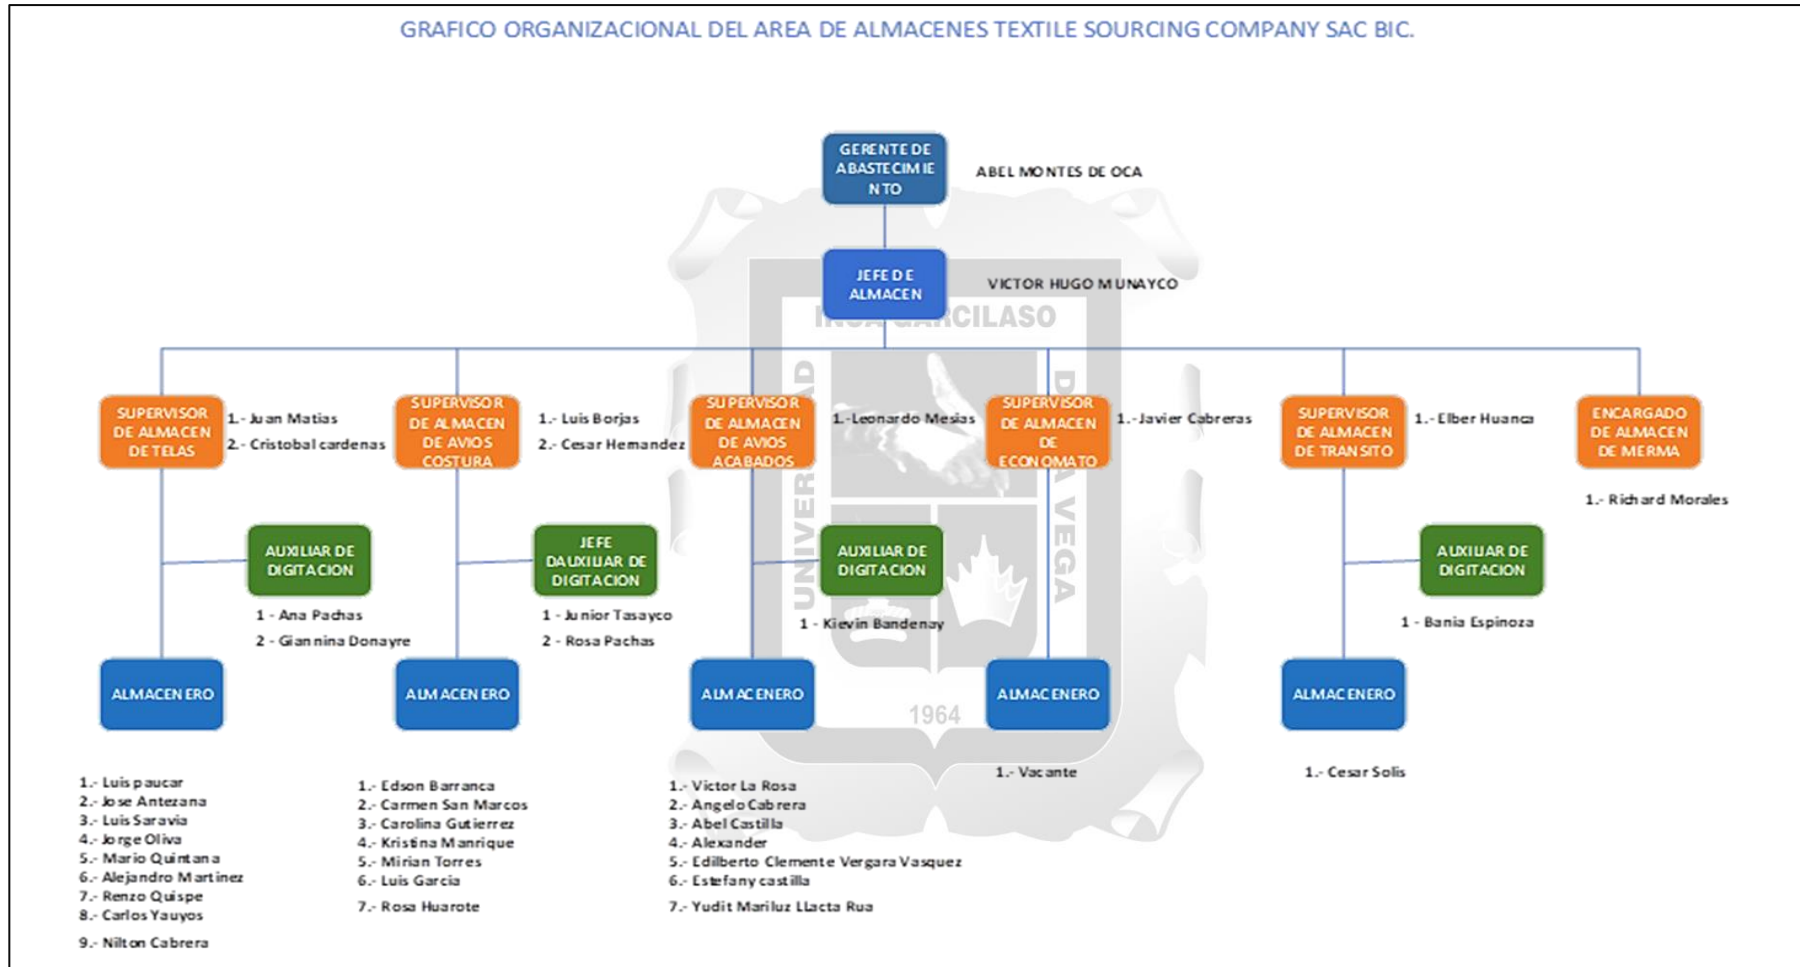 GRAFICO ORGANIZACIONAL DEL AREA DE ALMACENES TEXTILE SOURCING COMPANY SAC BIC.
GERENTE DE
ABASTECIMIE
NTO
ABEL MONTES DE OCA
JEFE DE
ALMACEN
VICTOR HUGO MUNAYCO
INCA GARCILASO
UNIVERSIDAD
DE LA VEGA
1964
SUPERVISOR
DE ALMACEN
DE TELAS
1.- Juan Matias
2.- Cristobal cardenas
SUPERVISOR
DE ALMACEN
DE AVIOS
COSTURA
1.- Luis Borjas
2.- Cesar Hernandez
SUPERVISOR
DE ALMACEN
DE AVIOS
ACABADOS
1.-Leonardo Mesias
SUPERVISOR
DE ALMACEN
DE
ECONOMATO
1.-Javier Cabreras
SUPERVISOR
DE ALMACEN
DE TRANSITO
1.- Elber Huanca
ENCARGADO
DE ALMACEN
DE MERMA
1.- Richard Morales
AUXILIAR DE
DIGITACION
1 - Ana Pachas
2 - Giannina Donayre
JEFE
DAUXILIAR DE
DIGITACION
1 - Junior Tasayco
2 - Rosa Pachas
AUXILIAR DE
DIGITACION
1 - Kievin Bandenay
AUXILIAR DE
DIGITACION
1 - Bania Espinoza
ALMACENERO
ALMACENERO
ALMACENERO
ALMACENERO
ALMACENERO
1.- Luis paucar
2.- Jose Antezana
3.- Luis Saravia
4.- Jorge Oliva
5.- Mario Quintana
6.- Alejandro Martinez
7.- Renzo Quispe
8.- Carlos Yauyos
9.- Nilton Cabrera
1.- Edson Barranca
2.- Carmen San Marcos
3.- Carolina Gutierrez
4.- Kristina Manrique
5.- Mirian Torres
6.- Luis Garcia
7.- Rosa Huarote
1.- Victor La Rosa
2.- Angelo Cabrera
3.- Abel Castilla
4.- Alexander
5.- Edilberto Clemente Vergara Vasquez
6.- Estefany castilla
7.- Yudit Mariluz LLacta Rua
1.- Vacante
1.- Cesar Solis